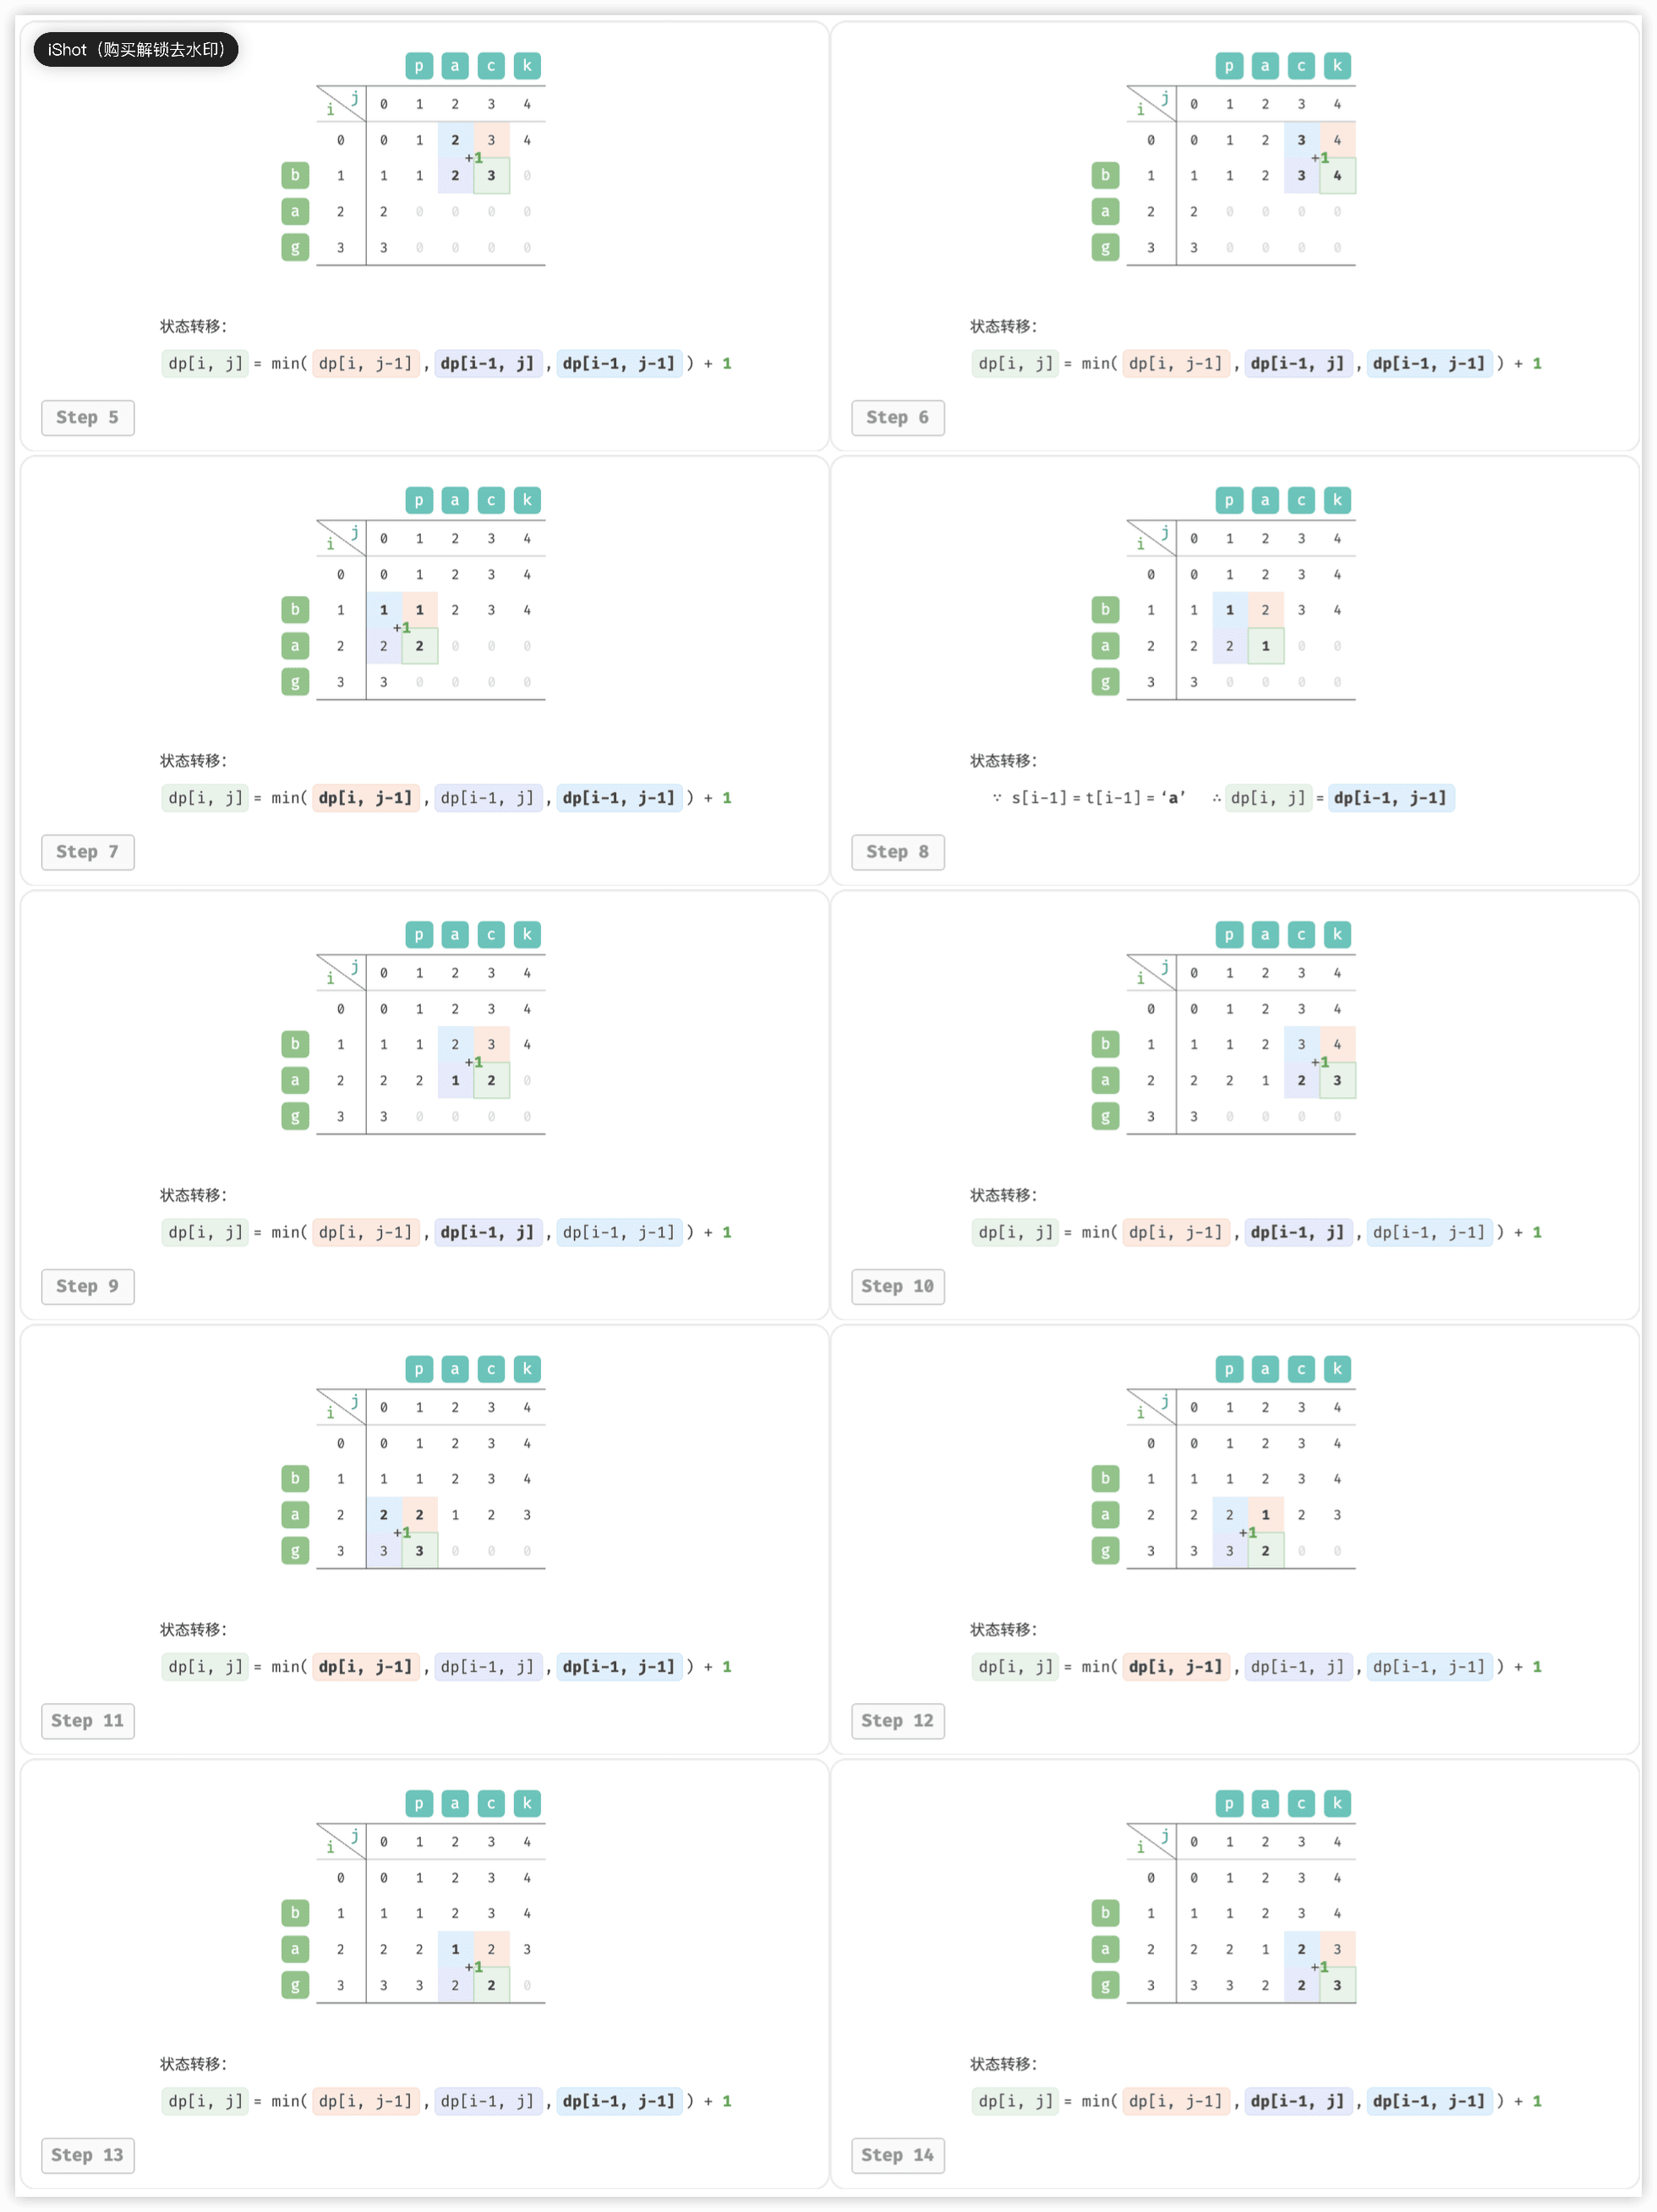 iShot（购买解锁去水印）
p a c k
i j 0 1 2 3 4
0 0 1 2 3 4
b 1 1 1 2 3 0
a 2 2 0 0 0 0
g 3 3 0 0 0 0
+1
状态转移：
dp[i, j] = min( dp[i, j-1] , dp[i-1, j] , dp[i-1, j-1] ) + 1
Step 5
p a c k
i j 0 1 2 3 4
0 0 1 2 3 4
b 1 1 1 2 3 4
a 2 2 0 0 0 0
g 3 3 0 0 0 0
+1
状态转移：
dp[i, j] = min( dp[i, j-1] , dp[i-1, j] , dp[i-1, j-1] ) + 1
Step 6
p a c k
i j 0 1 2 3 4
0 0 1 2 3 4
b 1 1 1 2 3 4
a 2 2 2 0 0 0
g 3 3 0 0 0 0
+1
状态转移：
dp[i, j] = min( dp[i, j-1] , dp[i-1, j] , dp[i-1, j-1] ) + 1
Step 7
p a c k
i j 0 1 2 3 4
0 0 1 2 3 4
b 1 1 1 2 3 4
a 2 2 2 1 0 0
g 3 3 0 0 0 0
状态转移：
∵ s[i-1] = t[i-1] = ‘a’ ∴ dp[i, j] = dp[i-1, j-1]
Step 8
p a c k
i j 0 1 2 3 4
0 0 1 2 3 4
b 1 1 1 2 3 4
a 2 2 2 1 2 0
g 3 3 0 0 0 0
+1
状态转移：
dp[i, j] = min( dp[i, j-1] , dp[i-1, j] , dp[i-1, j-1] ) + 1
Step 9
p a c k
i j 0 1 2 3 4
0 0 1 2 3 4
b 1 1 1 2 3 4
a 2 2 2 1 2 3
g 3 3 0 0 0 0
+1
状态转移：
dp[i, j] = min( dp[i, j-1] , dp[i-1, j] , dp[i-1, j-1] ) + 1
Step 10
p a c k
i j 0 1 2 3 4
0 0 1 2 3 4
b 1 1 1 2 3 4
a 2 2 2 1 2 3
g 3 3 3 0 0 0
+1
状态转移：
dp[i, j] = min( dp[i, j-1] , dp[i-1, j] , dp[i-1, j-1] ) + 1
Step 11
p a c k
i j 0 1 2 3 4
0 0 1 2 3 4
b 1 1 1 2 3 4
a 2 2 2 1 2 3
g 3 3 3 2 0 0
+1
状态转移：
dp[i, j] = min( dp[i, j-1] , dp[i-1, j] , dp[i-1, j-1] ) + 1
Step 12
p a c k
i j 0 1 2 3 4
0 0 1 2 3 4
b 1 1 1 2 3 4
a 2 2 2 1 2 3
g 3 3 3 2 2 0
+1
状态转移：
dp[i, j] = min( dp[i, j-1] , dp[i-1, j] , dp[i-1, j-1] ) + 1
Step 13
p a c k
i j 0 1 2 3 4
0 0 1 2 3 4
b 1 1 1 2 3 4
a 2 2 2 1 2 3
g 3 3 3 2 2 3
+1
状态转移：
dp[i, j] = min( dp[i, j-1] , dp[i-1, j] , dp[i-1, j-1] ) + 1
Step 14